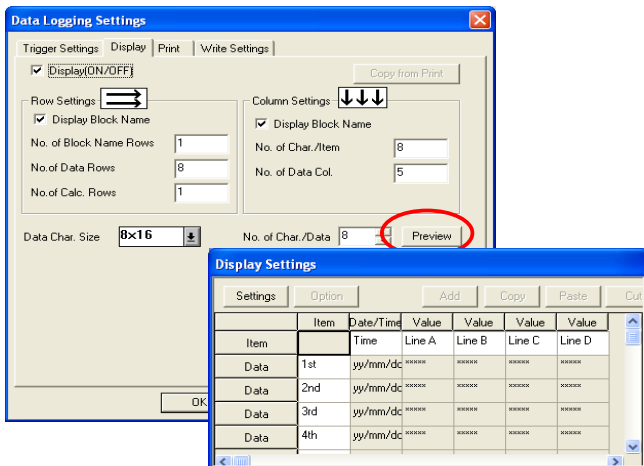 Data Logging Settings
Trigger Settings Display Print Write Settings
Display(ON/OFF) Copy from Print
Row Settings Column Settings
Display Block Name Display Block Name
No. of Block Name Rows 1 No. of Char./Item 8
No.of Data Rows 8 No. of Data Col. 5
No.of Calc. Rows 1
Data Char. Size 8×16 No. of Char./Data 8 Preview
OK
Display Settings
Settings Option Add Copy Paste Cut
Item Date/Time Value Value Value Value
Item Time Line A Line B Line C Line D
Data 1st yy/mm/dd ***** ***** ***** *****
Data 2nd yy/mm/dd ***** ***** ***** *****
Data 3rd yy/mm/dd ***** ***** ***** *****
Data 4th yy/mm/dd ***** ***** ***** *****